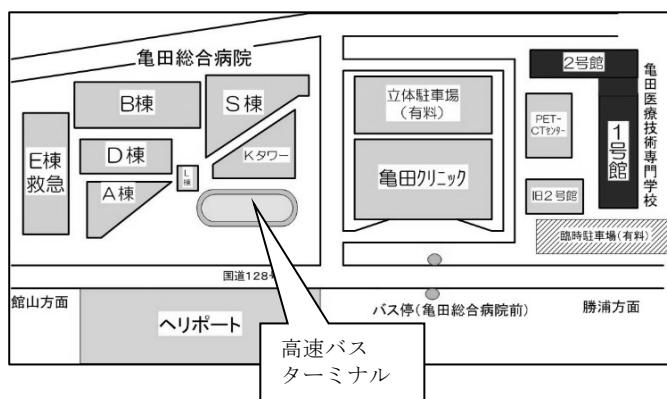 亀田総合病院
B棟
S棟
E棟
救急
D棟
L棟
Kタワー
A棟
立体駐車場
(有料)
亀田クリニック
2号館
PET-
CTセンター
1号館
旧2号館
亀田医療技術専門学校
臨時駐車場(有料)
国道128
館山方面
ヘリポート
バス停(亀田総合病院前)
勝浦方面
高速バス
ターミナル